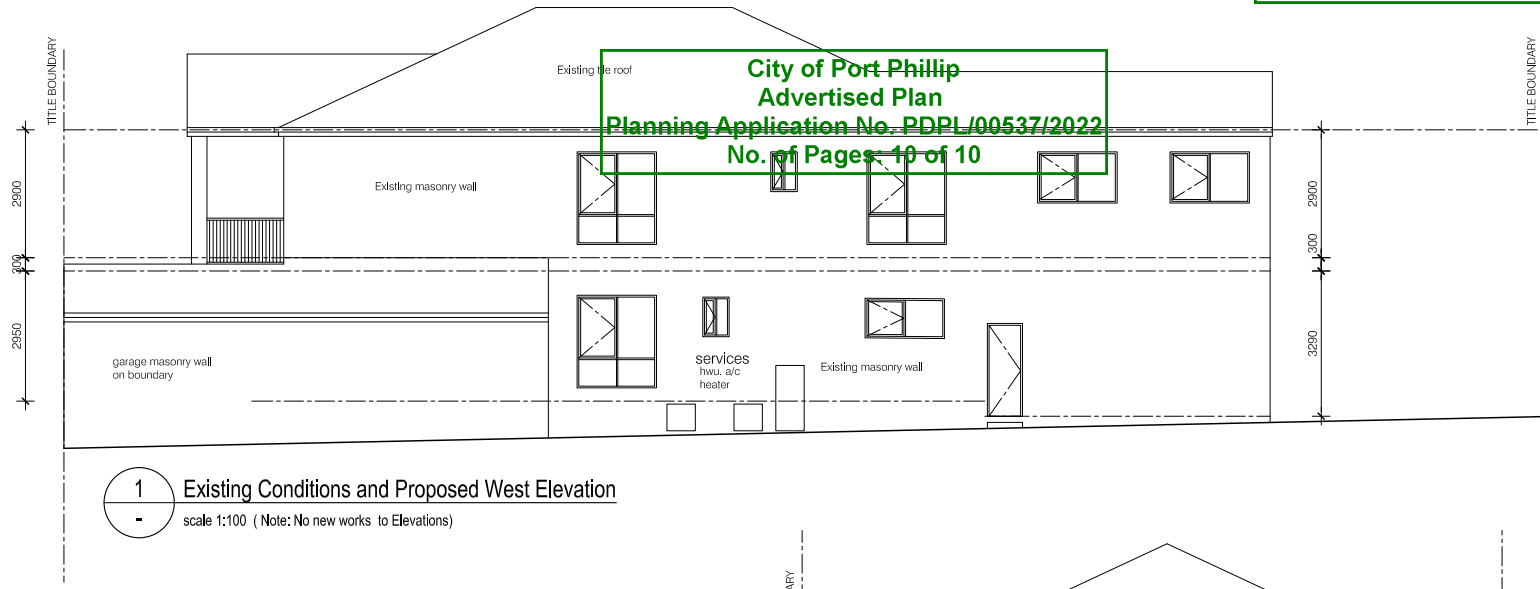 TITLE BOUNDARY
TITLE BOUNDARY
City of Port Phillip
Advertised Plan
Planning Application No. PDPL/00537/2022
No. of Pages: 10 of 10
Existing tile roof
Existing masonry wall
2900
300
2950
2900
300
3290
garage masonry wall
on boundary
services
hwu. a/c
heater
Existing masonry wall
1
-
Existing Conditions and Proposed West Elevation
scale 1:100 ( Note: No new works to Elevations)
ARY